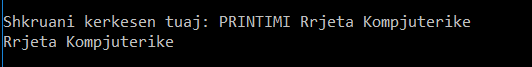 Shkruani kerkesen tuaj: PRINTIMI Rrjeta Kompjuterike
Rrjeta Kompjuterike